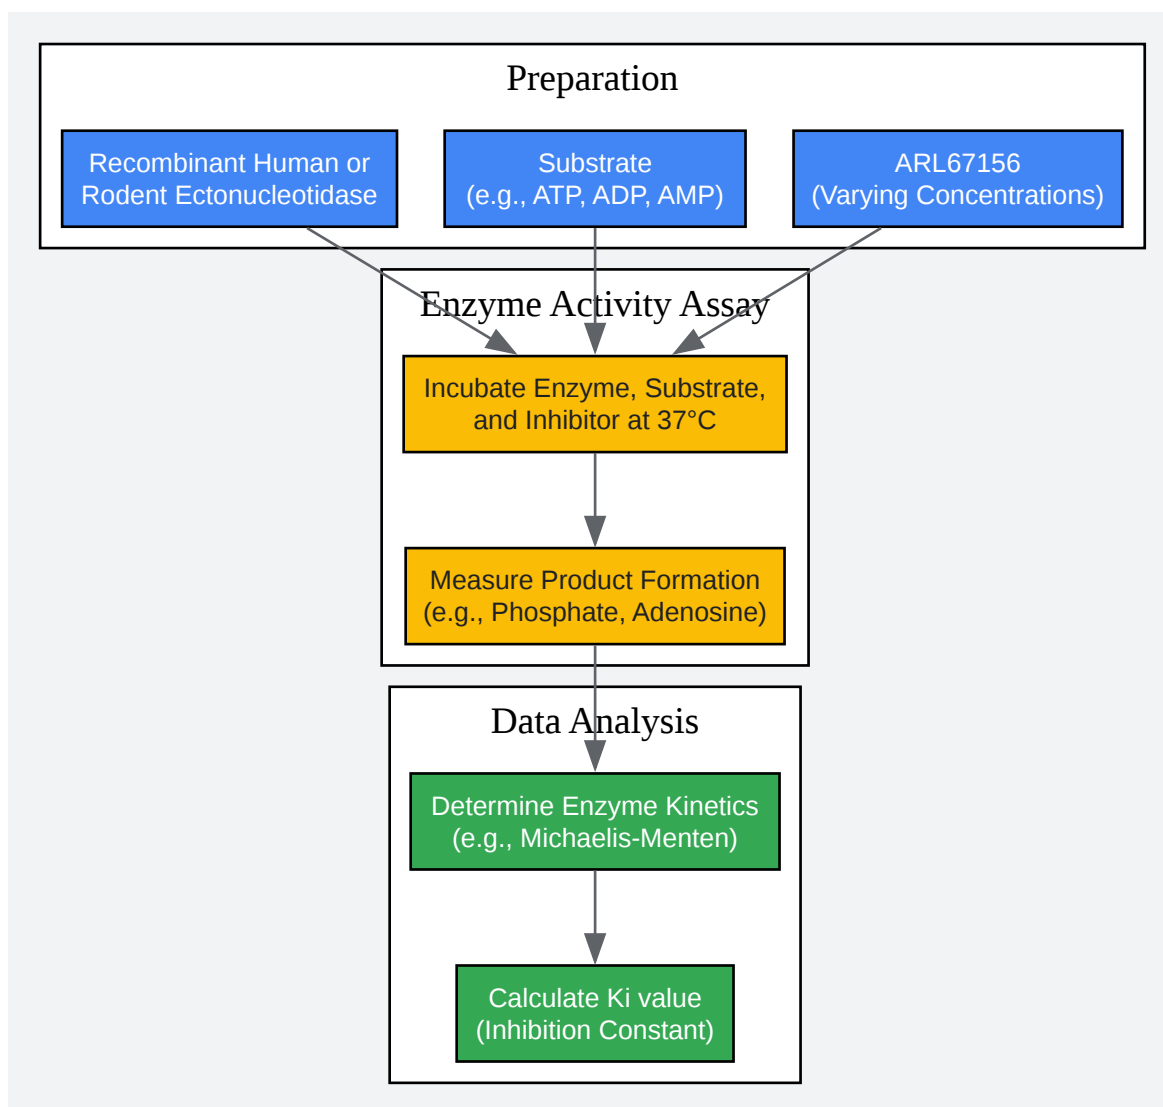 Preparation
Recombinant Human or
Rodent Ectonucleotidase
Substrate
(e.g., ATP, ADP, AMP)
ARL67156
(Varying Concentrations)
Enzyme Activity Assay
Incubate Enzyme, Substrate,
and Inhibitor at 37°C
Measure Product Formation
(e.g., Phosphate, Adenosine)
Data Analysis
Determine Enzyme Kinetics
(e.g., Michaelis-Menten)
Calculate Ki value
(Inhibition Constant)